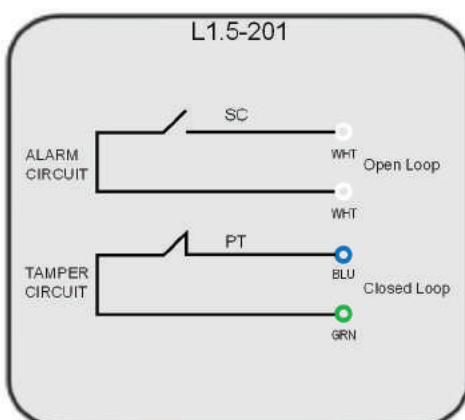 L1.5-201
SC
ALARM
CIRCUIT
WHT
Open Loop
WHT
PT
TAMPER
CIRCUIT
BLU
Closed Loop
GRN